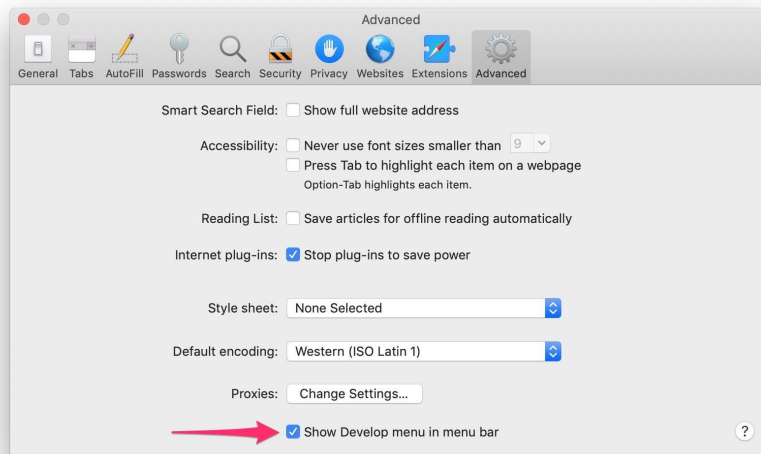 Advanced
General Tabs AutoFill Passwords Search Security Privacy Websites Extensions Advanced
Smart Search Field: Show full website address
Accessibility: Never use font sizes smaller than 9
Press Tab to highlight each item on a webpage
Option-Tab highlights each item.
Reading List: Save articles for offline reading automatically
Internet plug-ins: Stop plug-ins to save power
Style sheet: None Selected
Default encoding: Western (ISO Latin 1)
Proxies: Change Settings...
Show Develop menu in menu bar ?